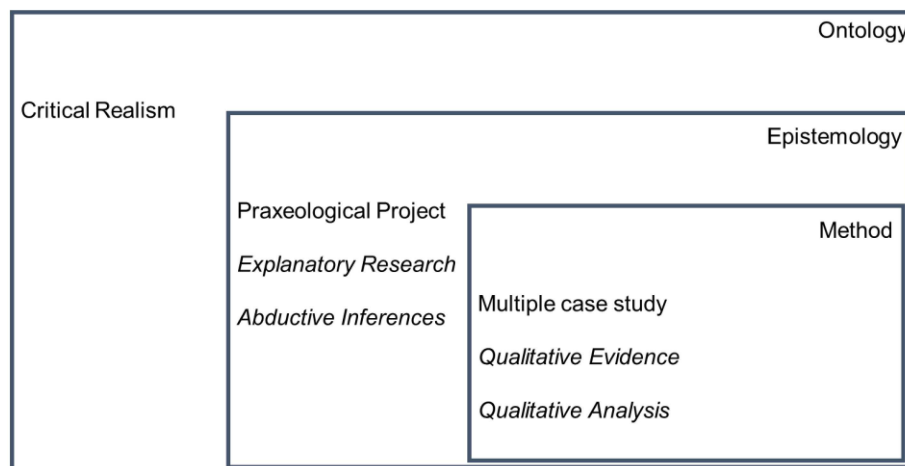 Ontology
Critical Realism
Epistemology
Praxeological Project
Explanatory Research
Abductive Inferences
Method
Multiple case study
Qualitative Evidence
Qualitative Analysis